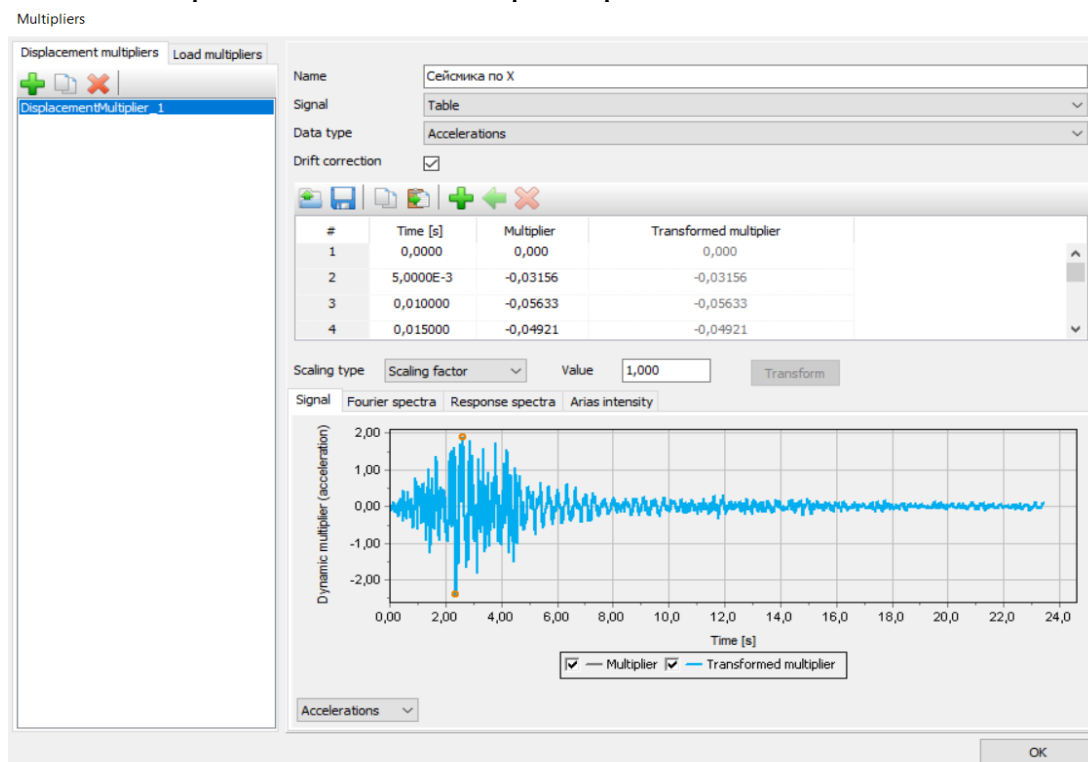 Multipliers
Displacement multipliers Load multipliers
DisplacementMultiplier_1
Name Сейсмика по X
Signal Table
Data type Accelerations
Drift correction
# Time [s] Multiplier Transformed multiplier
1 0,0000 0,000 0,000
2 5,0000E-3 -0,03156 -0,03156
3 0,010000 -0,05633 -0,05633
4 0,015000 -0,04921 -0,04921
Scaling type Scaling factor Value 1,000 Transform
Signal Fourier spectra Response spectra Arias intensity
Dynamic multiplier (acceleration)
2,00
1,00
0,00
-1,00
-2,00
0,00 2,00 4,00 6,00 8,00 10,0 12,0 14,0 16,0 18,0 20,0 22,0 24,0
Time [s]
Multiplier Transformed multiplier
Accelerations
OK